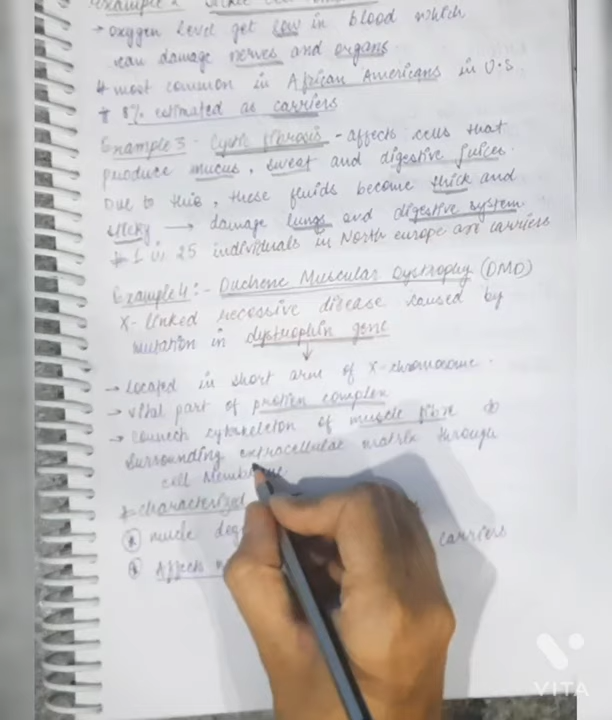 Example 2
→ oxygen level get low in blood which
can damage nerves and organs
most common in African Americans in U.S
8% estimated as carriers
Example 3 - Cystic fibrosis - affects cells that
produce mucus, sweat and digestive juices.
Due to this, these fluids become thick and
sticky → damage lungs and digestive system
* 1 in 25 individuals in North europe are carriers
Example 4 :- Duchene Muscular Dystrophy (DMD)
X-linked recessive disease caused by
mutation in dystrophin gene
→ located in short arm of X-chromosome.
→ vital part of protein complex
→ connect cytoskeleton of muscle fibre to
surrounding extracellular matrix through
cell Membrane.
* characterized
carriers
Affects
VITA